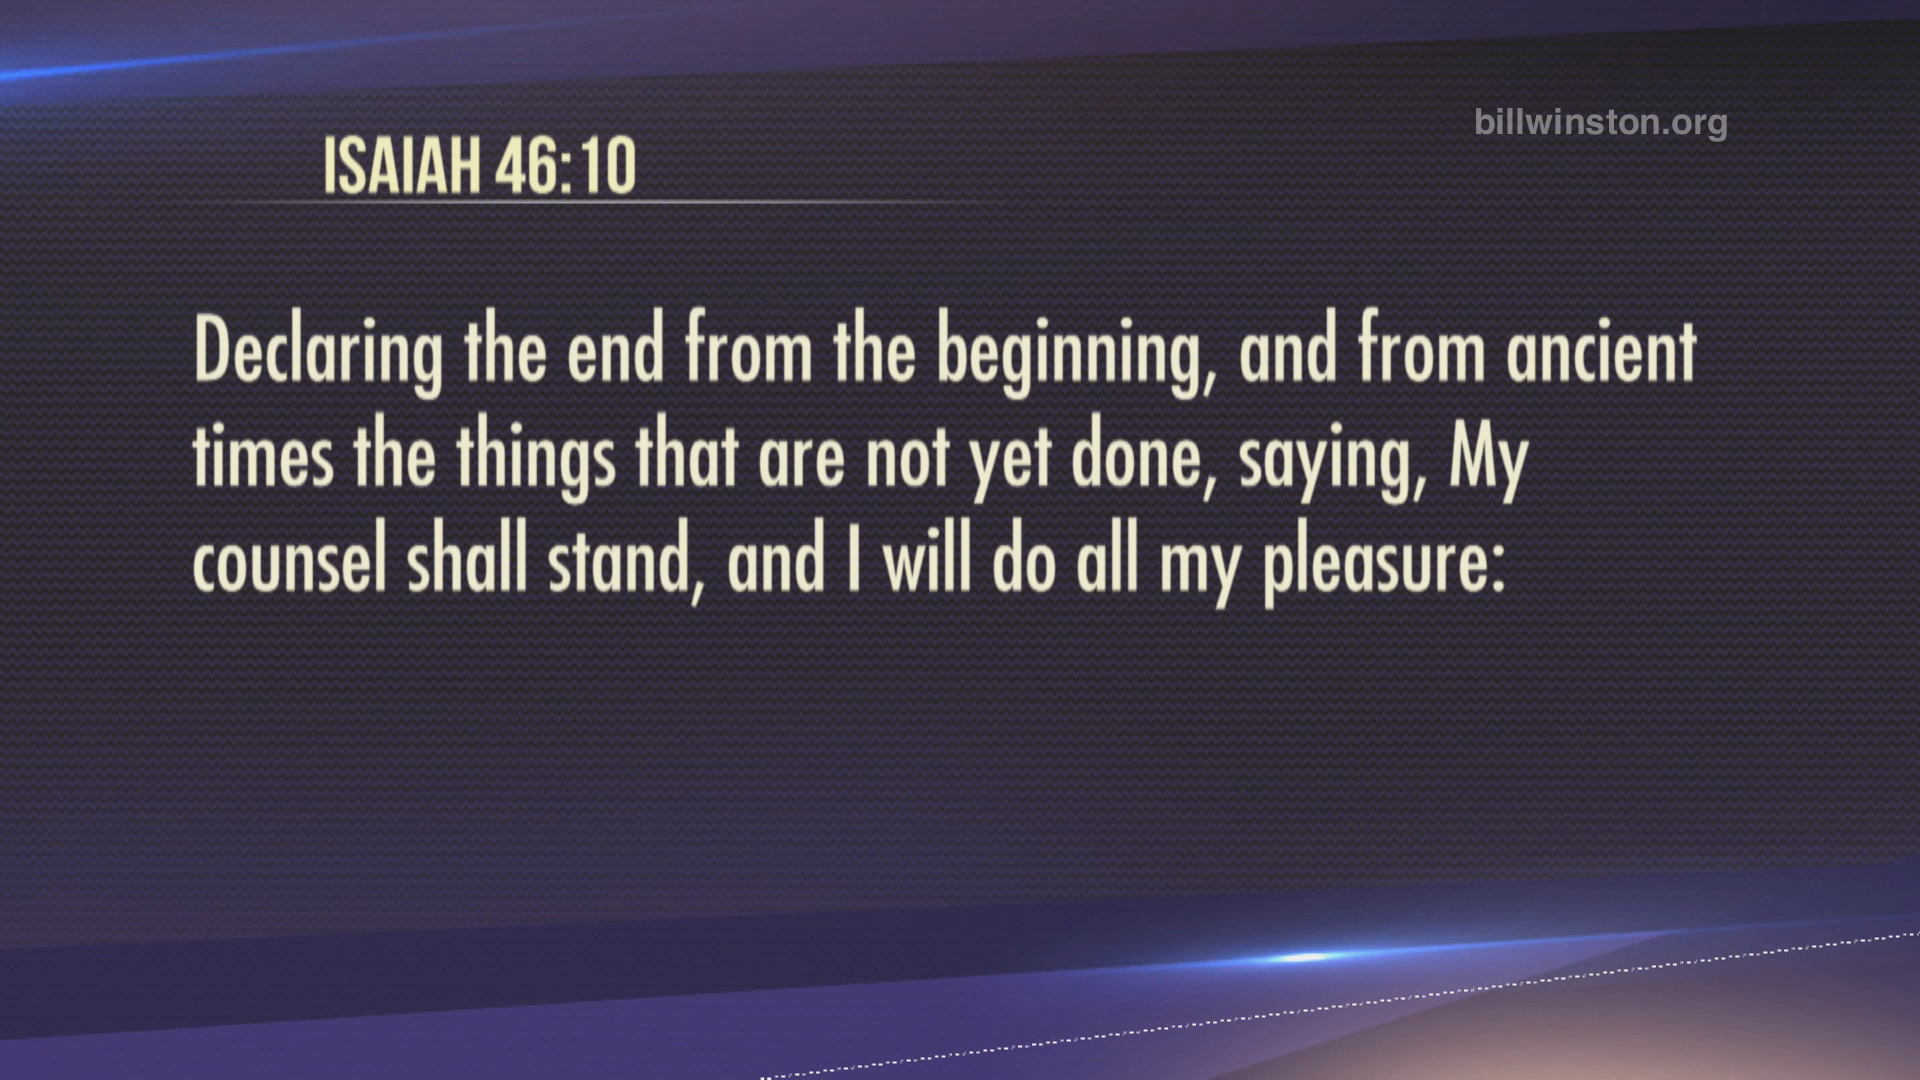 billwinston.org
ISAIAH 46:10
Declaring the end from the beginning, and from ancient
times the things that are not yet done, saying, My
counsel shall stand, and I will do all my pleasure: